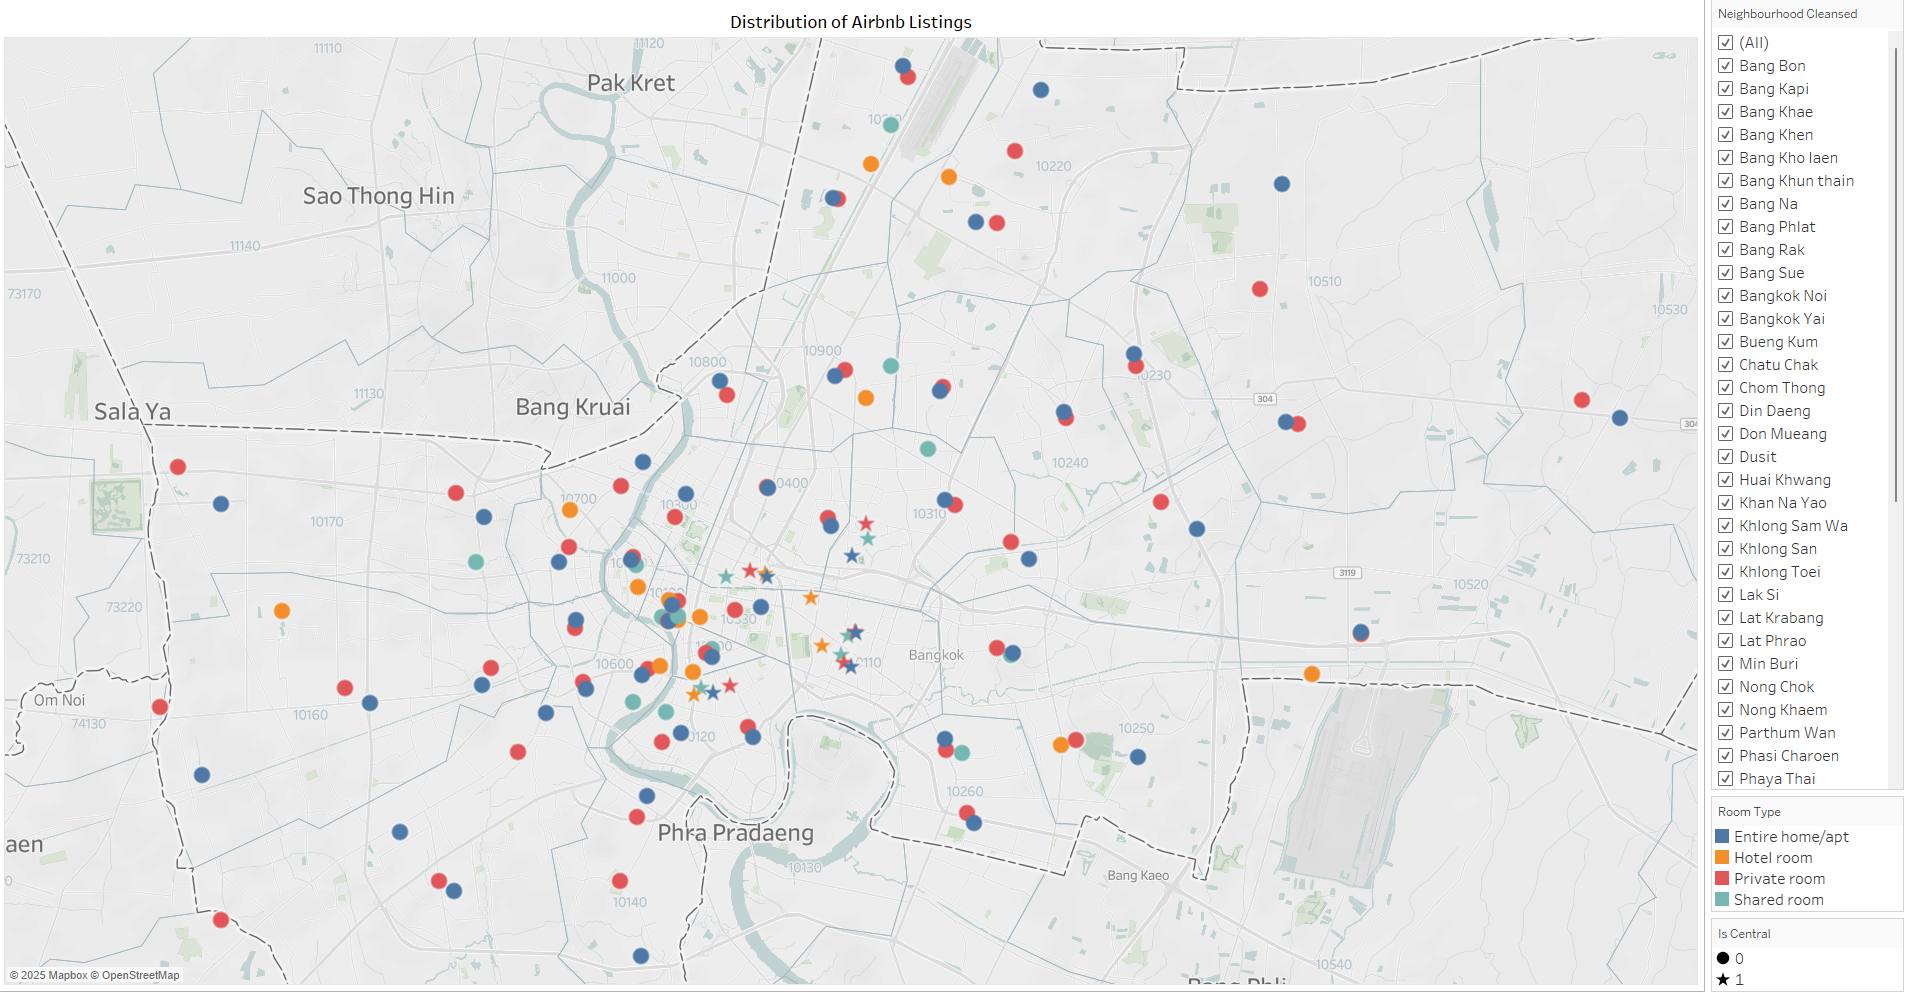 Distribution of Airbnb Listings
11110
11120
Pak Kret
10220
Sao Thong Hin
11140
11000
73170
10510
10530
10800
10900
10230
11130
Bang Kruai
304
Sala Ya
10240
10400
10700
10300
10310
10170
73210
3119
10520
73220
10330
10600
10110
Bangkok
Om Noi
74130
10160
10250
10120
10260
Phra Pradaeng
aen
10130
Bang Kaeo
0
10140
10540
Bang Phli
© 2025 Mapbox © OpenStreetMap
Neighbourhood Cleansed
(All)
Bang Bon
Bang Kapi
Bang Khae
Bang Khen
Bang Kho laen
Bang Khun thain
Bang Na
Bang Phlat
Bang Rak
Bang Sue
Bangkok Noi
Bangkok Yai
Bueng Kum
Chatu Chak
Chom Thong
Din Daeng
Don Mueang
Dusit
Huai Khwang
Khan Na Yao
Khlong Sam Wa
Khlong San
Khlong Toei
Lak Si
Lat Krabang
Lat Phrao
Min Buri
Nong Chok
Nong Khaem
Parthum Wan
Phasi Charoen
Phaya Thai
Room Type
Entire home/apt
Hotel room
Private room
Shared room
Is Central
0
1